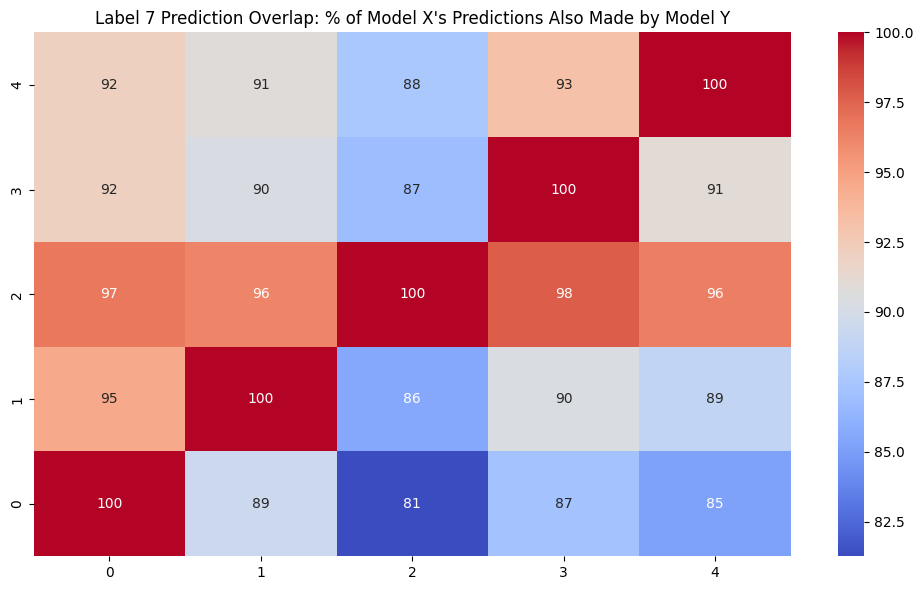 Label 7 Prediction Overlap: % of Model X's Predictions Also Made by Model Y
4 92 91 88 93 100
3 92 90 87 100 91
2 97 96 100 98 96
1 95 100 86 90 89
0 100 89 81 87 85
0 1 2 3 4
100.0
97.5
95.0
92.5
90.0
87.5
85.0
82.5